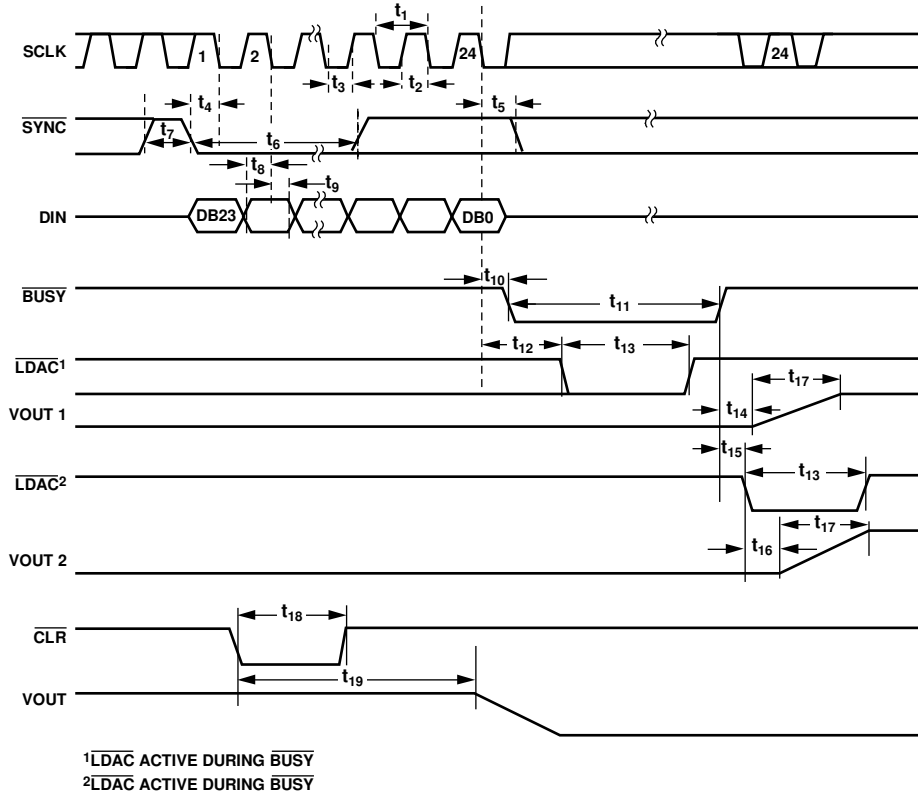 t1
SCLK 1 2 24 24
t3 t2
t4 t5
SYNC
t7 t6
t8
t9
DIN DB23 DB0
t10
BUSY t11
t12 t13
LDAC1
t17
VOUT 1 t14
t15
LDAC2 t13
t17
VOUT 2 t16
t18
CLR
t19
VOUT
1LDAC ACTIVE DURING BUSY
2LDAC ACTIVE DURING BUSY